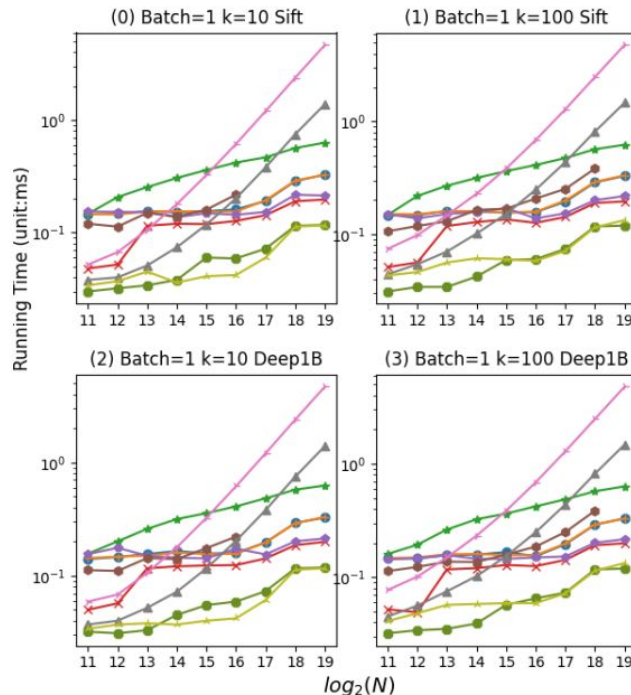 (0) Batch=1 k=10 Sift
(1) Batch=1 k=100 Sift
10⁰
10⁻¹
10⁰
10⁻¹
11 12 13 14 15 16 17 18 19
11 12 13 14 15 16 17 18 19
Running Time (unit:ms)
(2) Batch=1 k=10 Deep1B
(3) Batch=1 k=100 Deep1B
10⁰
10⁻¹
10⁰
10⁻¹
11 12 13 14 15 16 17 18 19
11 12 13 14 15 16 17 18 19
log₂(N)